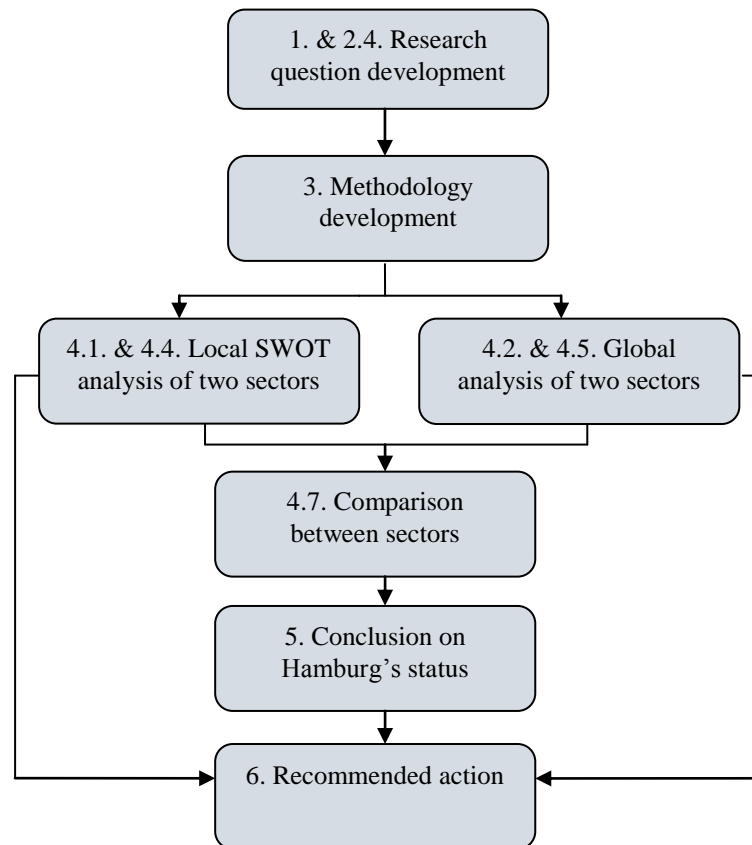 1. & 2.4. Research
question development
3. Methodology
development
4.1. & 4.4. Local SWOT
analysis of two sectors
4.2. & 4.5. Global
analysis of two sectors
4.7. Comparison
between sectors
5. Conclusion on
Hamburg’s status
6. Recommended action